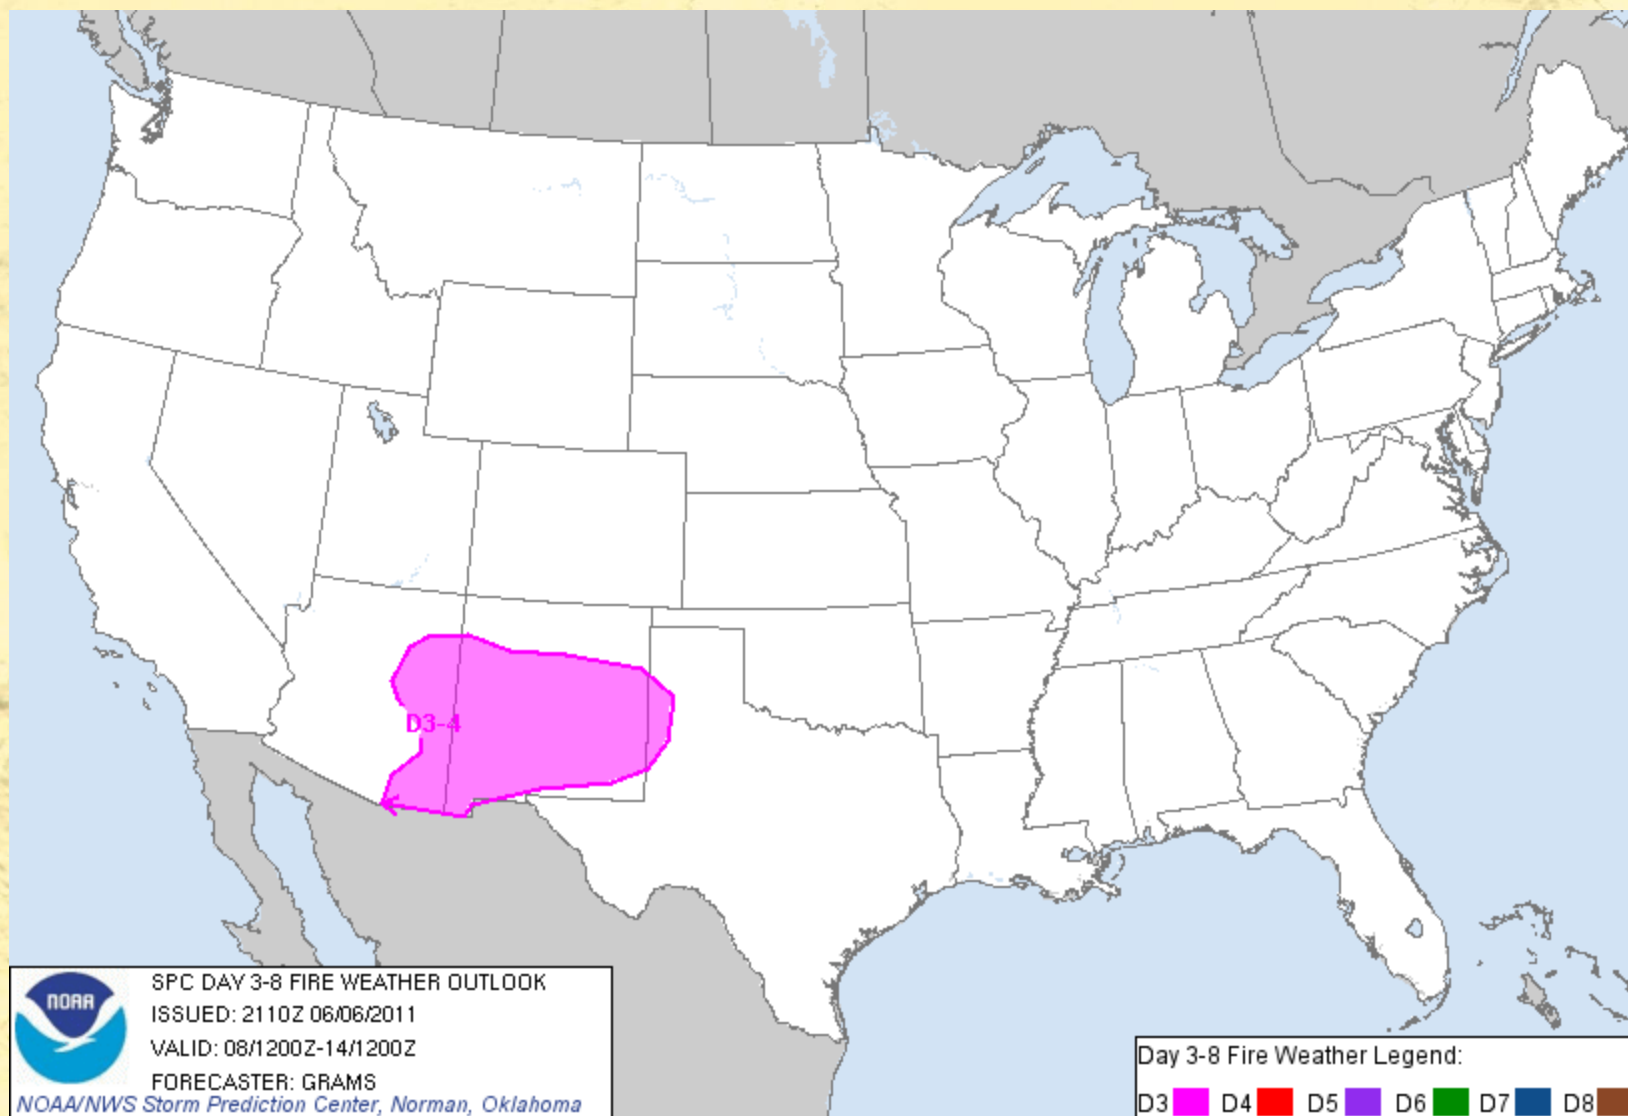 D3-4
NOAA
SPC DAY 3-8 FIRE WEATHER OUTLOOK
ISSUED: 2110Z 06/06/2011
VALID: 08/1200Z-14/1200Z
FORECASTER: GRAMS
NOAA/NWS Storm Prediction Center, Norman, Oklahoma
Day 3-8 Fire Weather Legend:
D3 D4 D5 D6 D7 D8